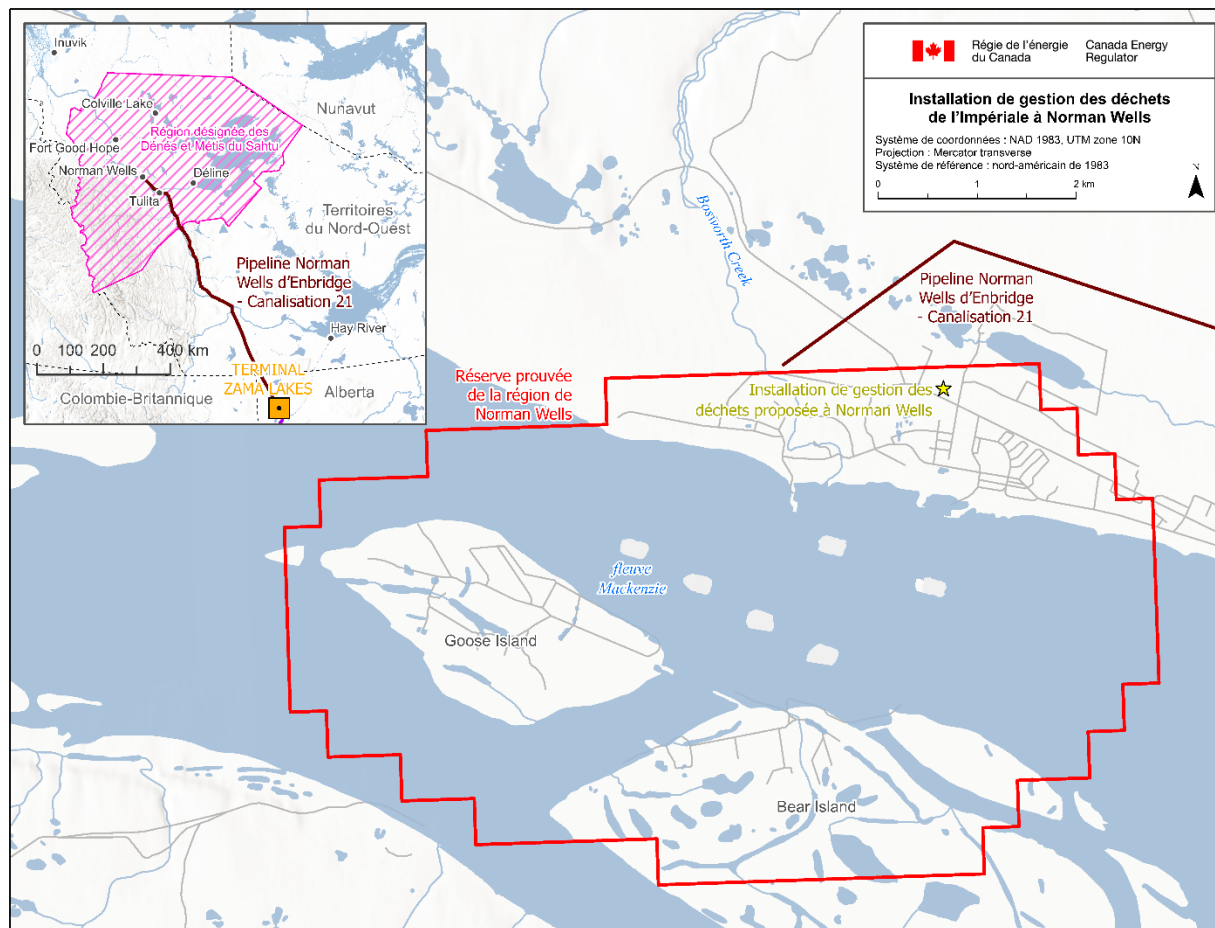 Inuvik
Colville Lake
Nunavut
Région désignée des
Dénés et Métis du Sahtu
Fort Good Hope
Norman Wells
Déline
Tulita
Territoires
du Nord-Ouest
Pipeline Norman
Wells d’Enbridge
- Canalisation 21
Hay River
0 100 200 400 km
TERMINAL
ZAMA LAKES
Colombie-Britannique
Alberta
Régie de l’énergie
du Canada
Canada Energy
Regulator
Installation de gestion des déchets
de l’Impériale à Norman Wells
Système de coordonnées : NAD 1983, UTM zone 10N
Projection : Mercator transverse
Système de référence : nord-américain de 1983
0 1 2 km
N
Bosworth Creek
Pipeline Norman
Wells d’Enbridge
- Canalisation 21
Réserve prouvée
de la région de
Norman Wells
Installation de gestion des
déchets proposée à Norman Wells
fleuve
Mackenzie
Goose Island
Bear Island